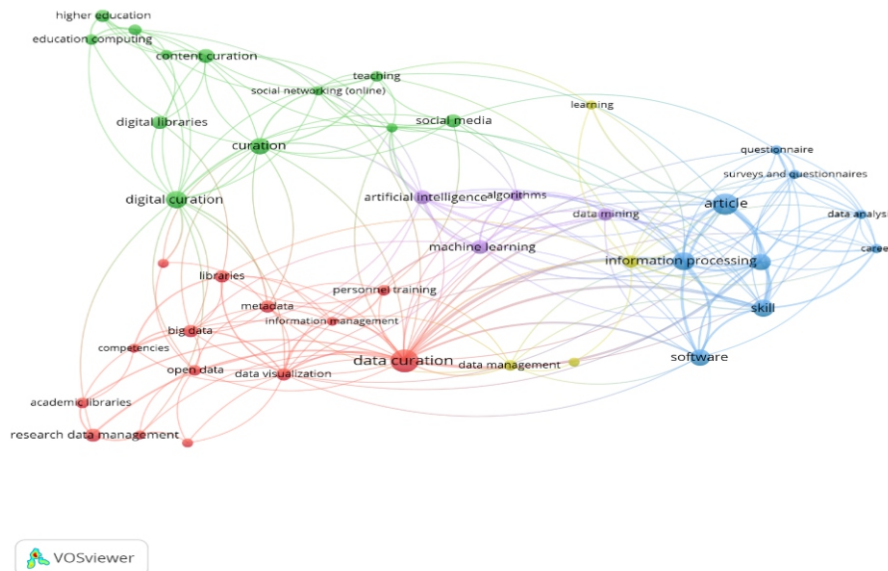 higher education
education computing
content curation
teaching
social networking (online)
learning
digital libraries
social media
curation
questionnaire
surveys and questionnaires
digital curation
artificial intelligence
algorithms
article
data mining
data analysis
machine learning
information processing
career
libraries
personnel training
metadata
information management
skill
big data
competencies
data curation
software
open data
data visualization
data management
academic libraries
research data management
VOSviewer